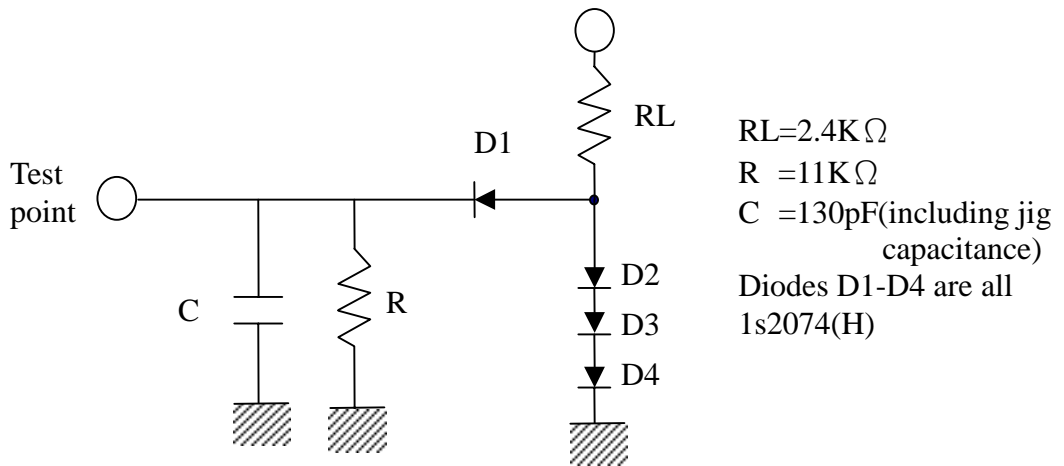 RL
D1
Test
point
C
R
D2
D3
D4
RL=2.4KΩ
R =11KΩ
C =130pF(including jig
capacitance)
Diodes D1-D4 are all
1s2074(H)